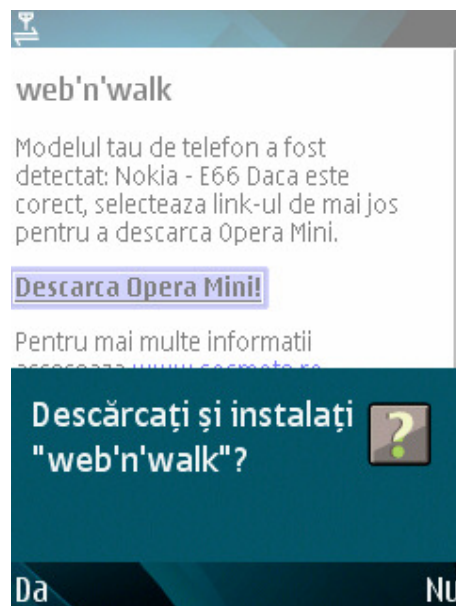 web'n'walk
Modelul tau de telefon a fost
detectat: Nokia - E66 Daca este
corect, selecteaza link-ul de mai jos
pentru a descarca Opera Mini.
Descarca Opera Mini!
Pentru mai multe informatii
Descărcați și instalați
"web'n'walk"?
Da
Nu